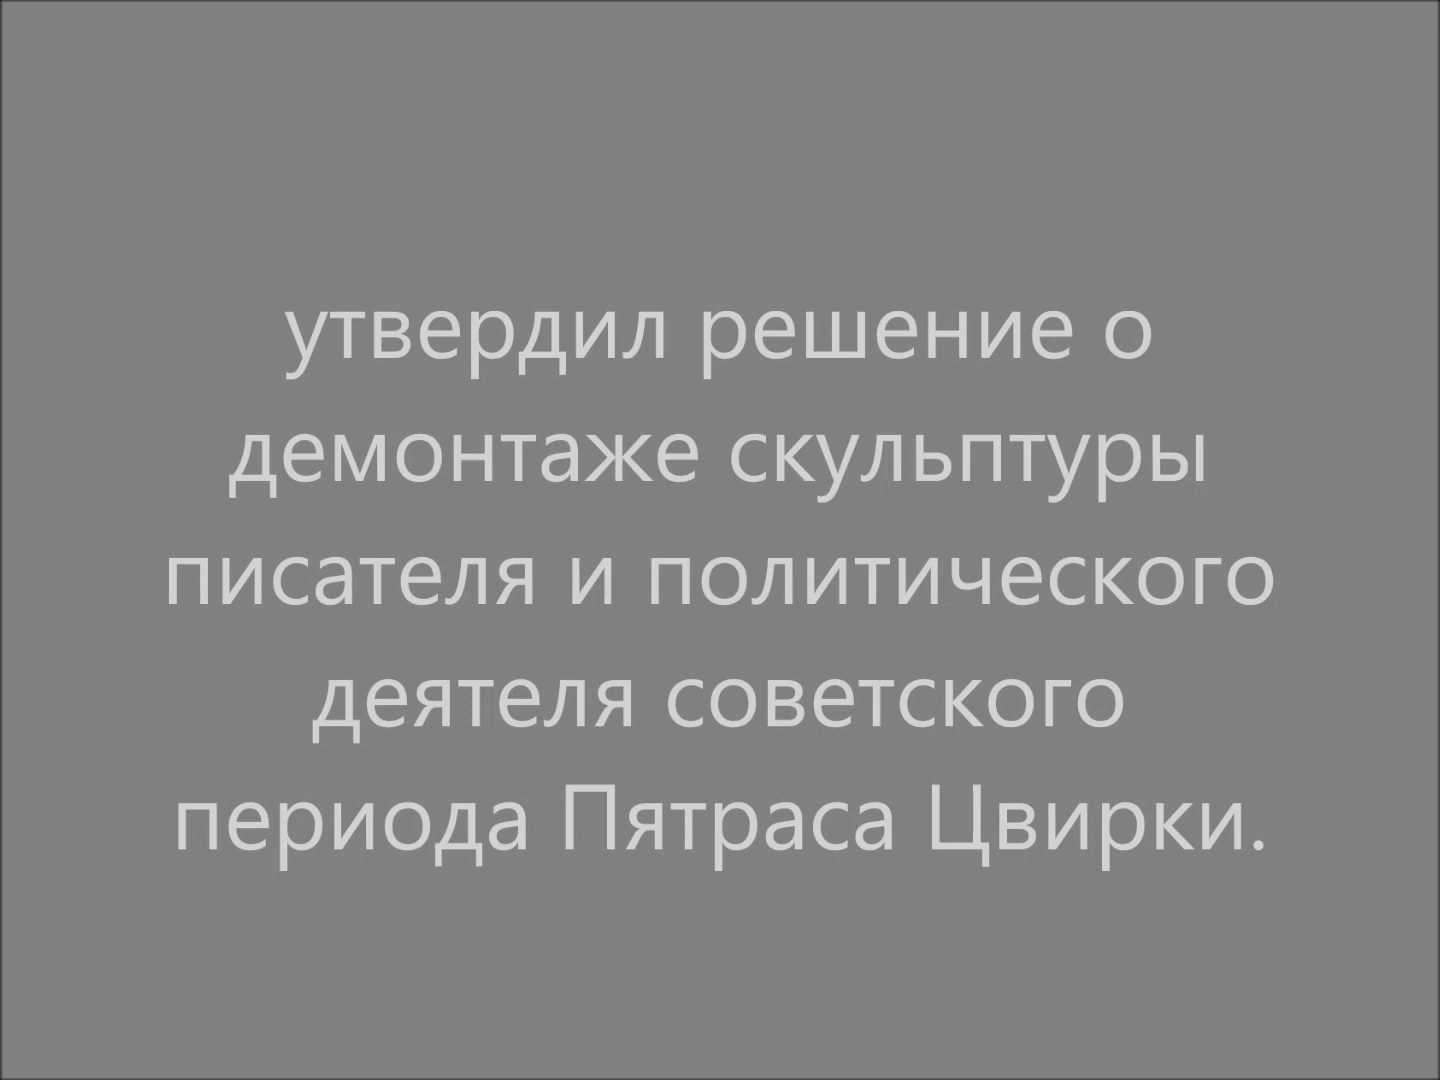 утвердил решение о
демонтаже скульптуры
писателя и политического
деятеля советского
периода Пятраса Цвирки.